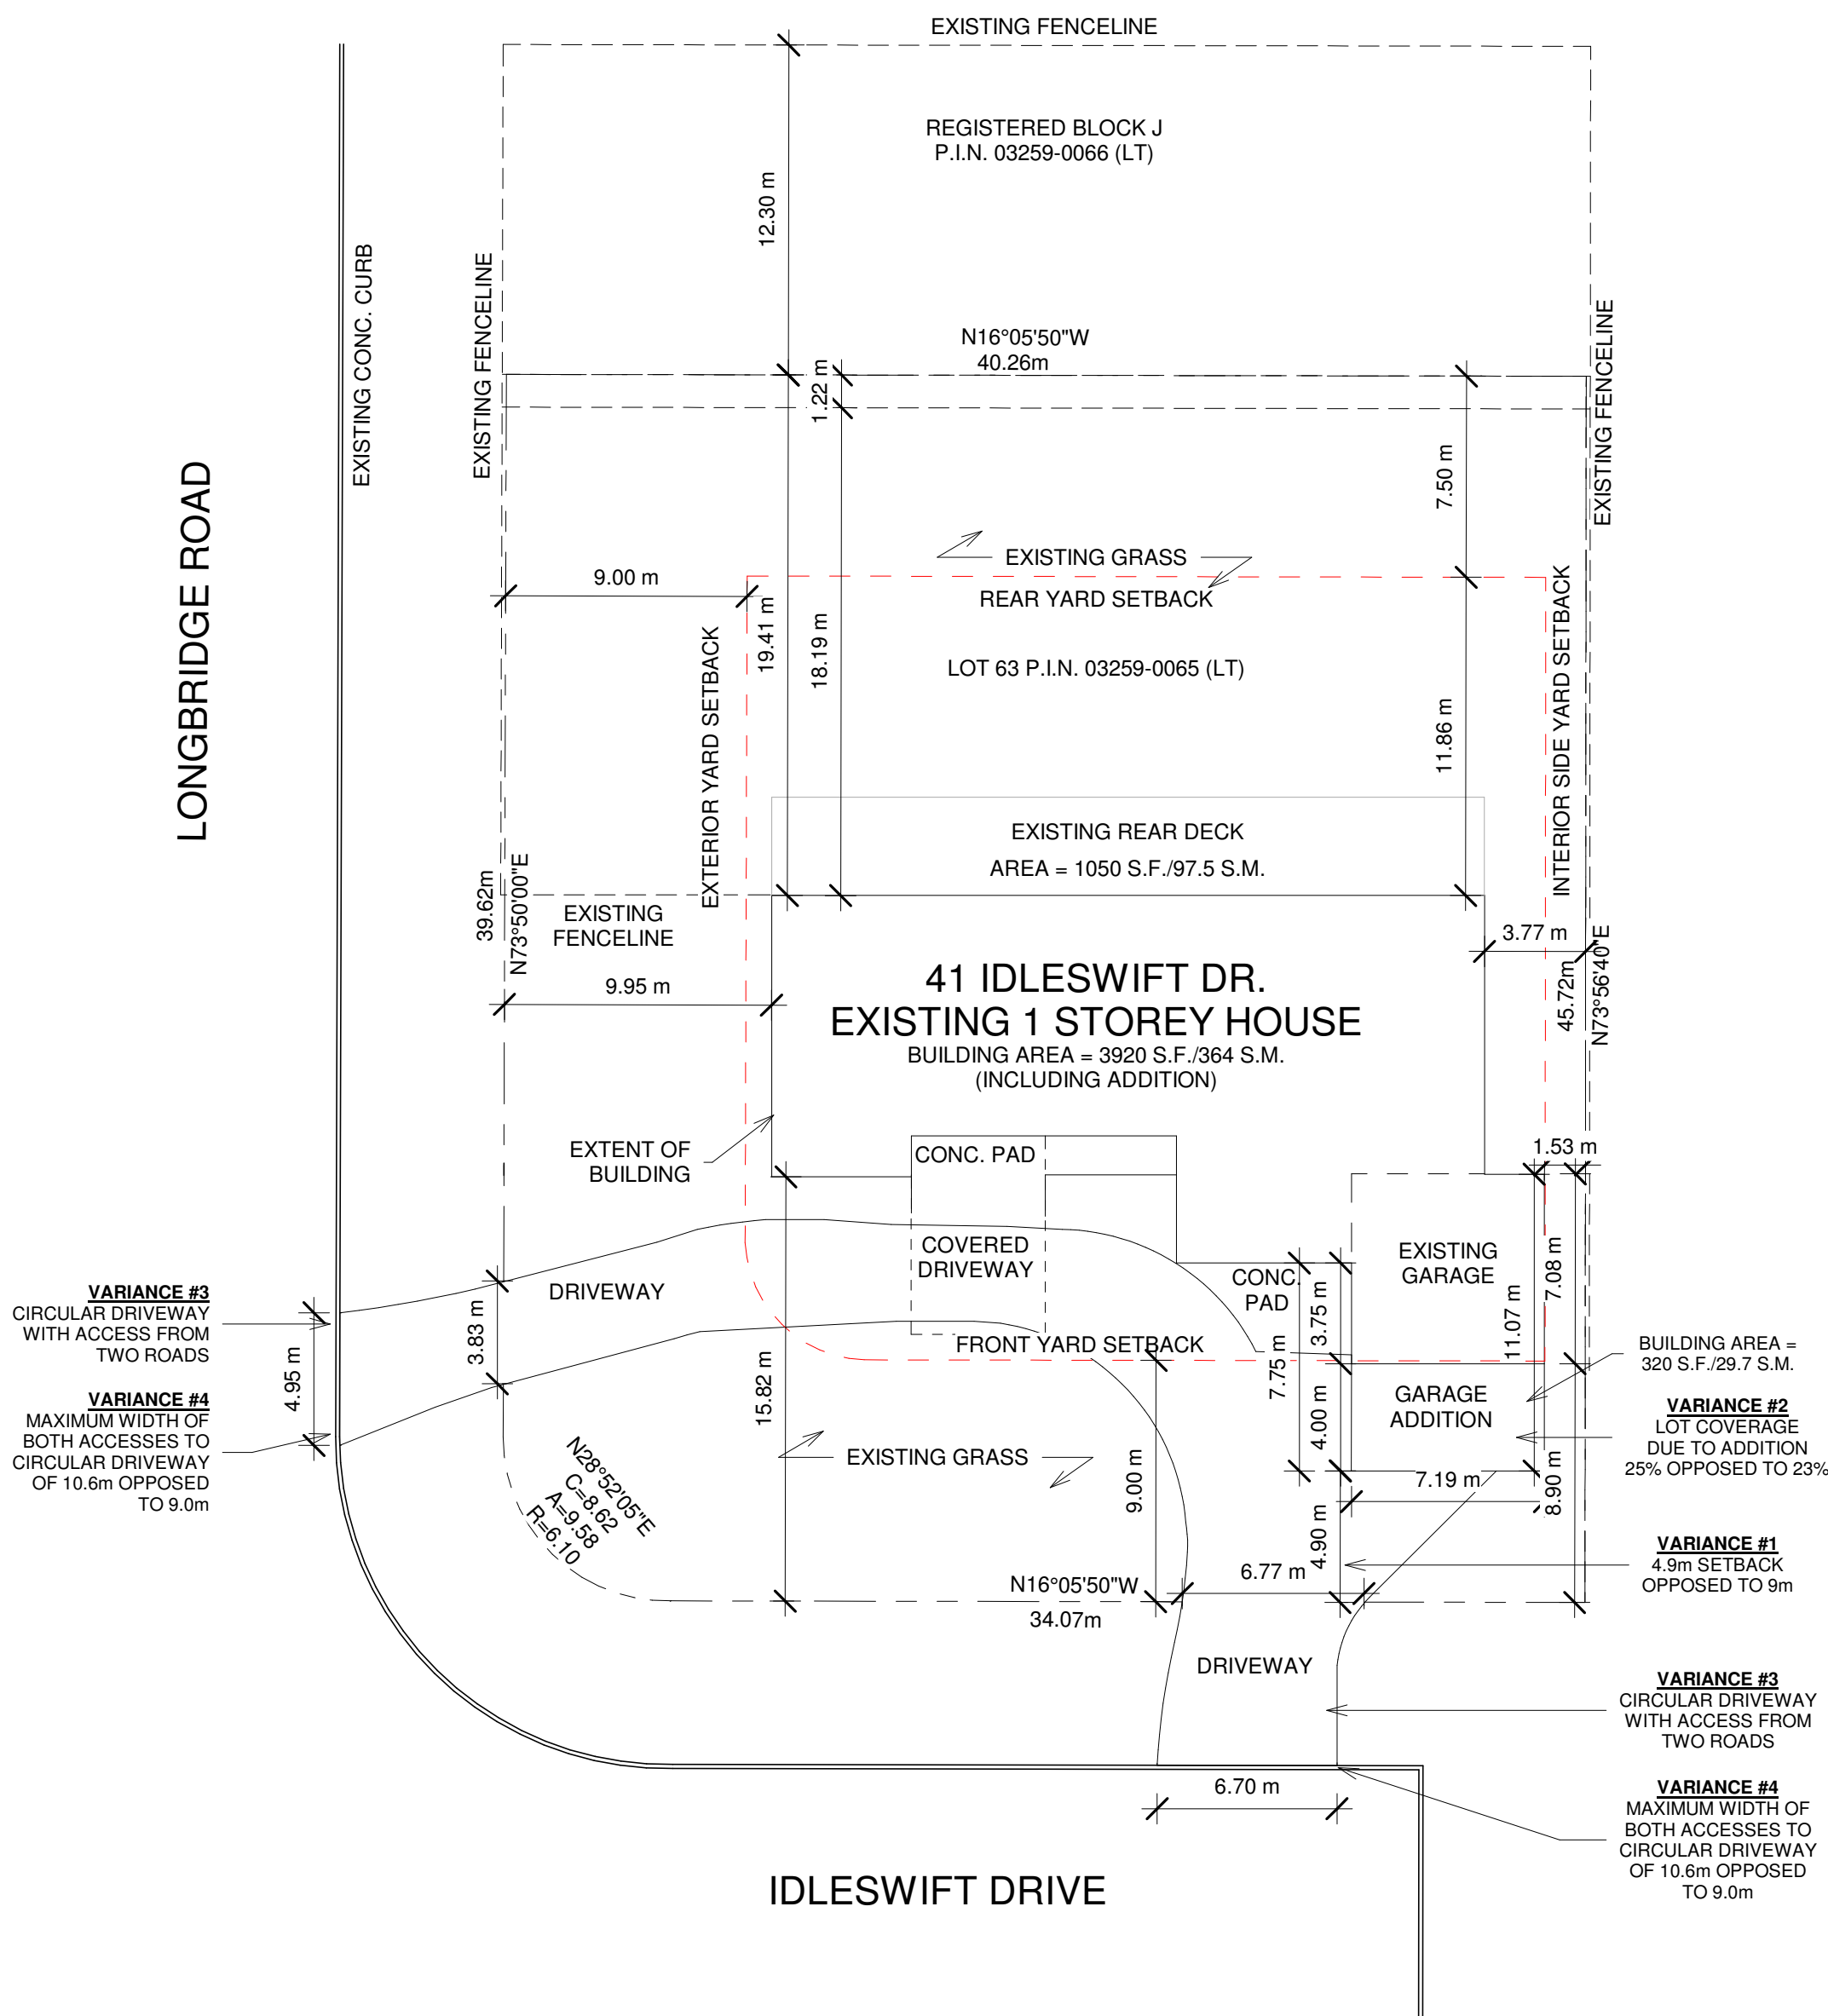 EXISTING FENCELINE
REGISTERED BLOCK J
P.I.N. 03259-0066 (LT)
12.30 m
EXISTING CONC. CURB
EXISTING FENCELINE
EXISTING FENCELINE
N16°05'50"W
40.26m
1.22 m
7.50 m
LONGBRIDGE ROAD
EXISTING GRASS
9.00 m
REAR YARD SETBACK
19.41 m
18.19 m
EXTERIOR YARD SETBACK
INTERIOR SIDE YARD SETBACK
LOT 63 P.I.N. 03259-0065 (LT)
11.86 m
EXISTING REAR DECK
AREA = 1050 S.F./97.5 S.M.
39.62m
N73°50'00"E
EXISTING
FENCELINE
3.77 m
45.72m
N73°56'40"E
9.95 m
41 IDLESWIFT DR.
EXISTING 1 STOREY HOUSE
BUILDING AREA = 3920 S.F./364 S.M.
(INCLUDING ADDITION)
EXTENT OF
BUILDING
CONC. PAD
1.53 m
COVERED
DRIVEWAY
EXISTING
GARAGE
CONC.
PAD
DRIVEWAY
3.83 m
4.95 m
VARIANCE #3
CIRCULAR DRIVEWAY
WITH ACCESS FROM
TWO ROADS
VARIANCE #4
MAXIMUM WIDTH OF
BOTH ACCESSES TO
CIRCULAR DRIVEWAY
OF 10.6m OPPOSED
TO 9.0m
15.82 m
FRONT YARD SETBACK
7.75 m
3.75 m
11.07 m
7.08 m
BUILDING AREA =
320 S.F./29.7 S.M.
GARAGE
ADDITION
VARIANCE #2
LOT COVERAGE
DUE TO ADDITION
25% OPPOSED TO 23%
4.00 m
EXISTING GRASS
9.00 m
7.19 m
8.90 m
N28°52'05"E
C=8.62
A=9.58
R=6.10
4.90 m
VARIANCE #1
4.9m SETBACK
OPPOSED TO 9m
6.77 m
N16°05'50"W
34.07m
DRIVEWAY
VARIANCE #3
CIRCULAR DRIVEWAY
WITH ACCESS FROM
TWO ROADS
6.70 m
VARIANCE #4
MAXIMUM WIDTH OF
BOTH ACCESSES TO
CIRCULAR DRIVEWAY
OF 10.6m OPPOSED
TO 9.0m
IDLESWIFT DRIVE